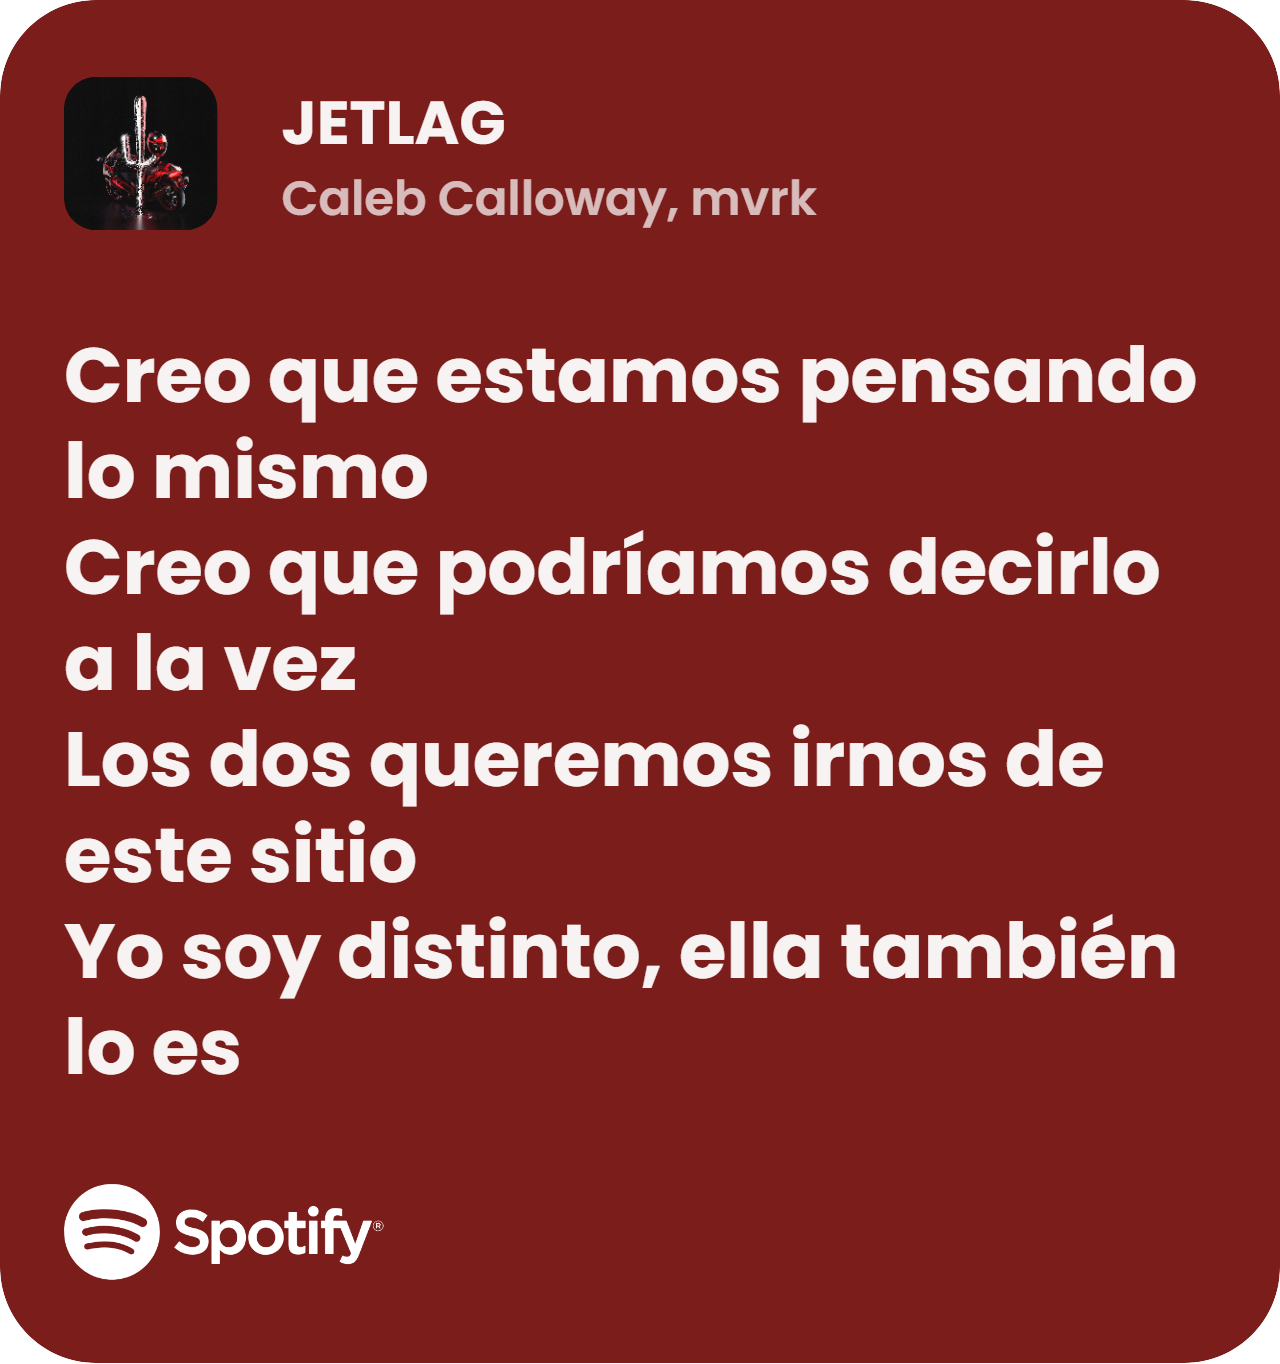 JETLAG
Caleb Calloway, mvrk
Creo que estamos pensando
lo mismo
Creo que podríamos decirlo
a la vez
Los dos queremos irnos de
este sitio
Yo soy distinto, ella también
lo es
Spotify®